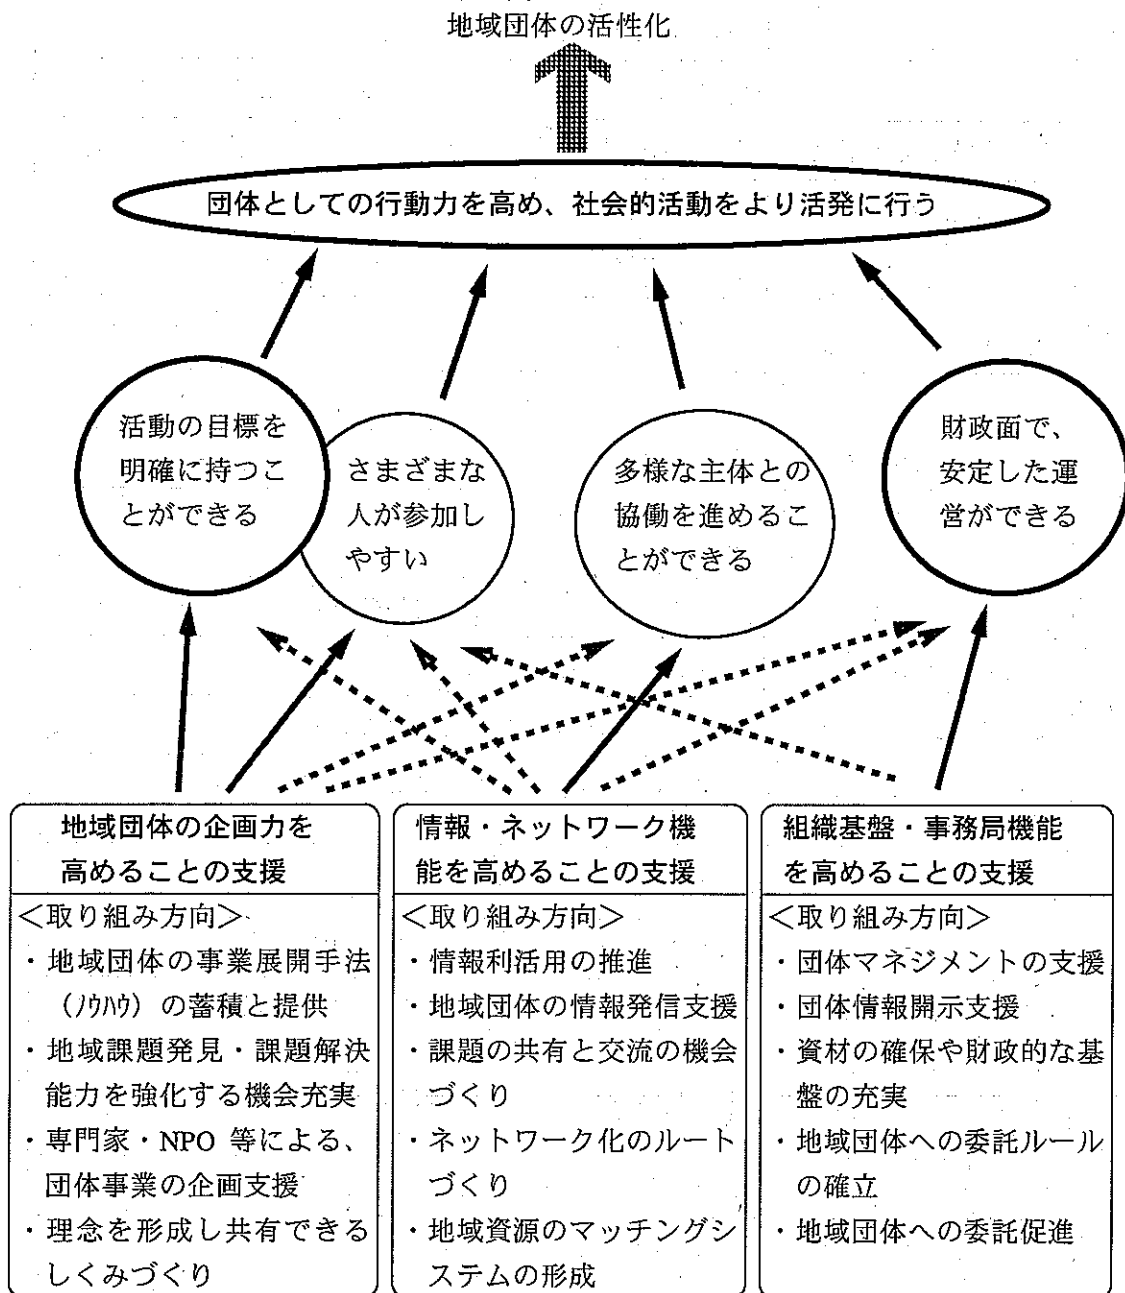 地域団体の活性化
団体としての行動力を高め、社会的活動をより活発に行う
活動の目標を
明確に持つこ
とができる
さまざまな
人が参加し
やすい
多様な主体との
協働を進めるこ
とができる
財政面で、
安定した運
営ができる
地域団体の企画力を
高めることの支援
<取り組み方向>
・地域団体の事業展開手法
（ﾉｳﾊｳ）の蓄積と提供
・地域課題発見・課題解決
能力を強化する機会充実
・専門家・NPO 等による、
団体事業の企画支援
・理念を形成し共有できる
しくみづくり
情報・ネットワーク機
能を高めることの支援
<取り組み方向>
・情報利活用の推進
・地域団体の情報発信支援
・課題の共有と交流の機会
づくり
・ネットワーク化のルート
づくり
・地域資源のマッチングシ
ステムの形成
組織基盤・事務局機能
を高めることの支援
<取り組み方向>
・団体マネジメントの支援
・団体情報開示支援
・資材の確保や財政的な基
盤の充実
・地域団体への委託ルール
の確立
・地域団体への委託促進